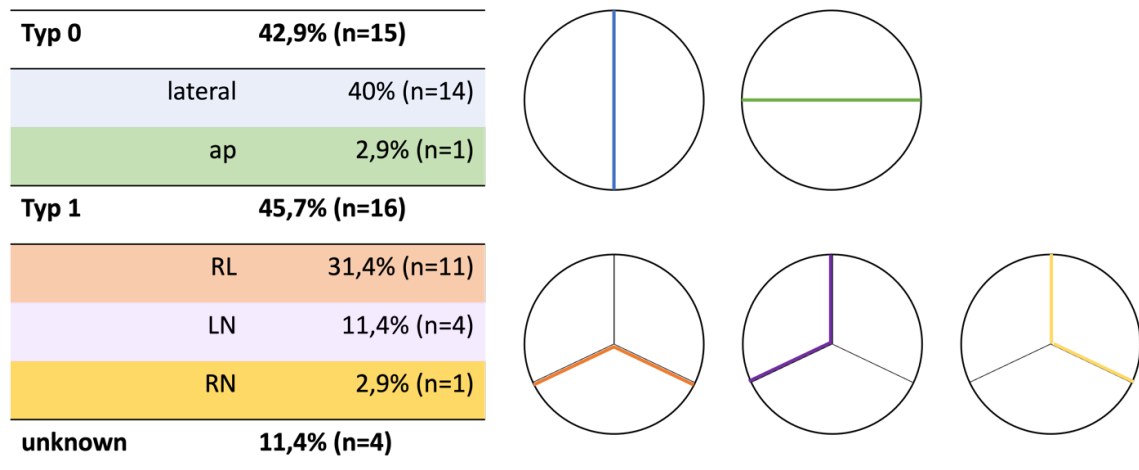 Typ 0 42,9% (n=15)
lateral 40% (n=14)
ap 2,9% (n=1)
Typ 1 45,7% (n=16)
RL 31,4% (n=11)
LN 11,4% (n=4)
RN 2,9% (n=1)
unknown 11,4% (n=4)